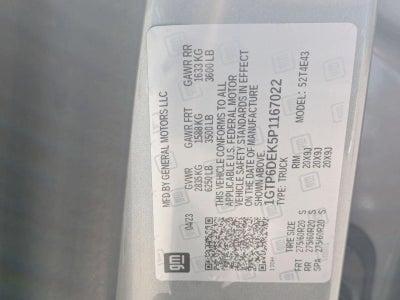 MFD BY GENERAL MOTORS LLC
04/23
GVWR GAWR FRT GAWR RR
2835 KG 1588 KG 1633 KG
6250 LB 3500 LB 3600 LB
THIS VEHICLE CONFORMS TO ALL
APPLICABLE U.S. FEDERAL MOTOR
VEHICLE SAFETY STANDARDS IN EFFECT
ON THE DATE OF MANUFACTURE
SHOWN ABOVE.
1GTP6DEK5P1167022
TYPE: TRUCK MODEL: 52T4E43
gm
TIRE SIZE RIM
FRT 275/60R20 S 20X9J
RR 275/60R20 S 20X9J
SPA 275/60R20 S 20X9J